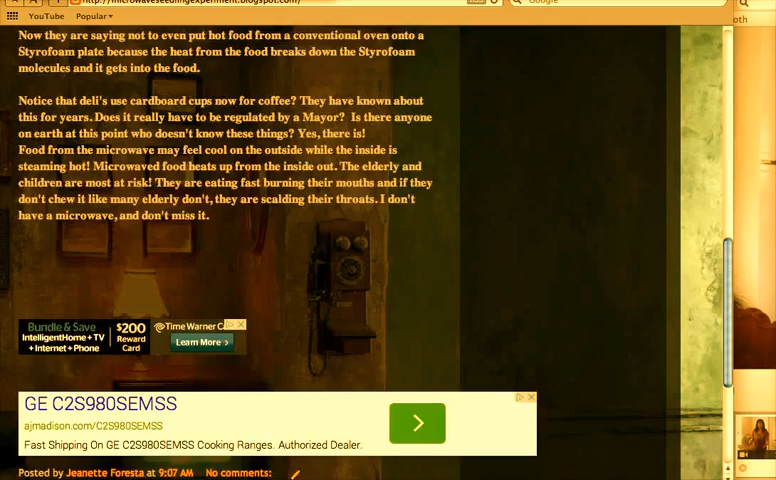 http://microwaveseedlingexperiment.blogspot.com/
Google
YouTube Popular
oth
Now they are saying not to even put hot food from a conventional oven onto a
Styrofoam plate because the heat from the food breaks down the Styrofoam
molecules and it gets into the food.
Notice that deli's use cardboard cups now for coffee? They have known about
this for years. Does it really have to be regulated by a Mayor? Is there anyone
on earth at this point who doesn't know these things? Yes, there is!
Food from the microwave may feel cool on the outside while the inside is
steaming hot! Microwaved food heats up from the inside out. The elderly and
children are most at risk! They are eating fast burning their mouths and if they
don't chew it like many elderly don't, they are scalding their throats. I don't
have a microwave, and don't miss it.
Bundle & Save
IntelligentHome + TV
+ Internet + Phone
$200
Reward
Card
Time Warner C
Learn More >
GE C2S980SEMSS
ajmadison.com/C2S980SEMSS
Fast Shipping On GE C2S980SEMSS Cooking Ranges. Authorized Dealer.
Posted by Jeanette Foresta at 9:07 AM No comments: